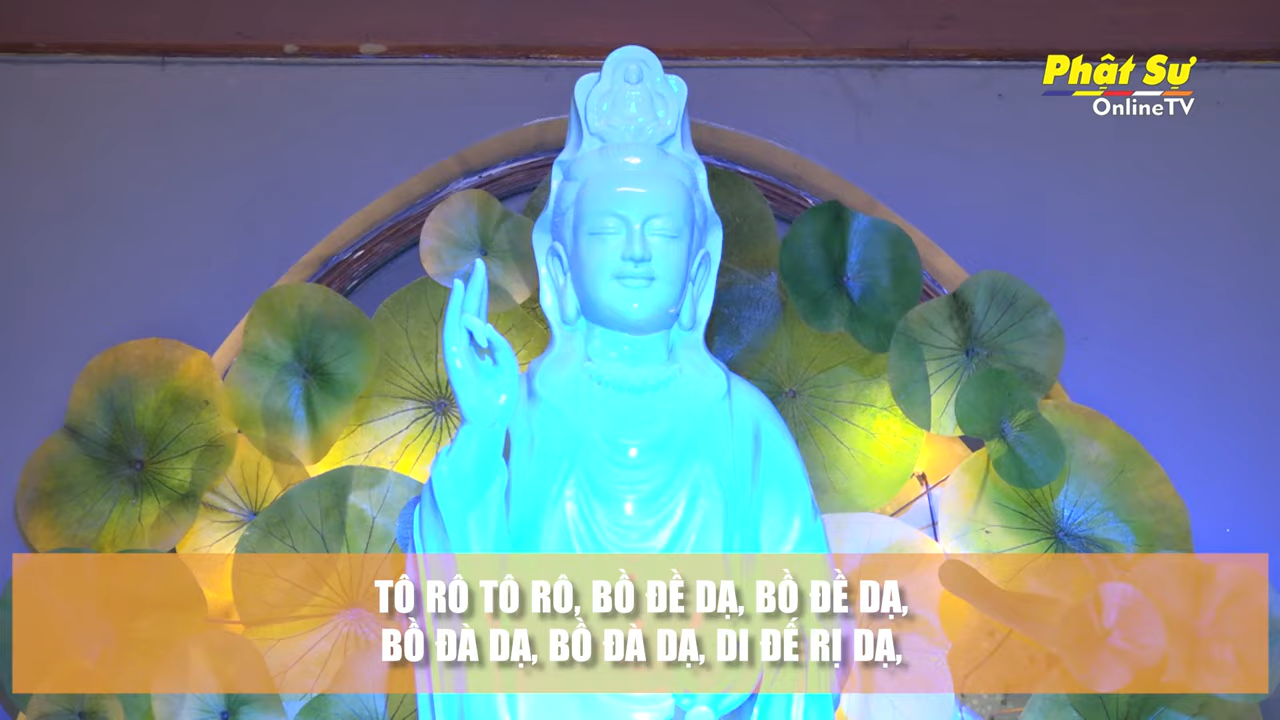 Phật Sự
OnlineTV
TÔ RÔ TÔ RÔ, BỒ ĐỀ DẠ, BỒ ĐỀ DẠ,
BỒ ĐÀ DẠ, BỒ ĐÀ DẠ, DI ĐẾ RỊ DẠ,